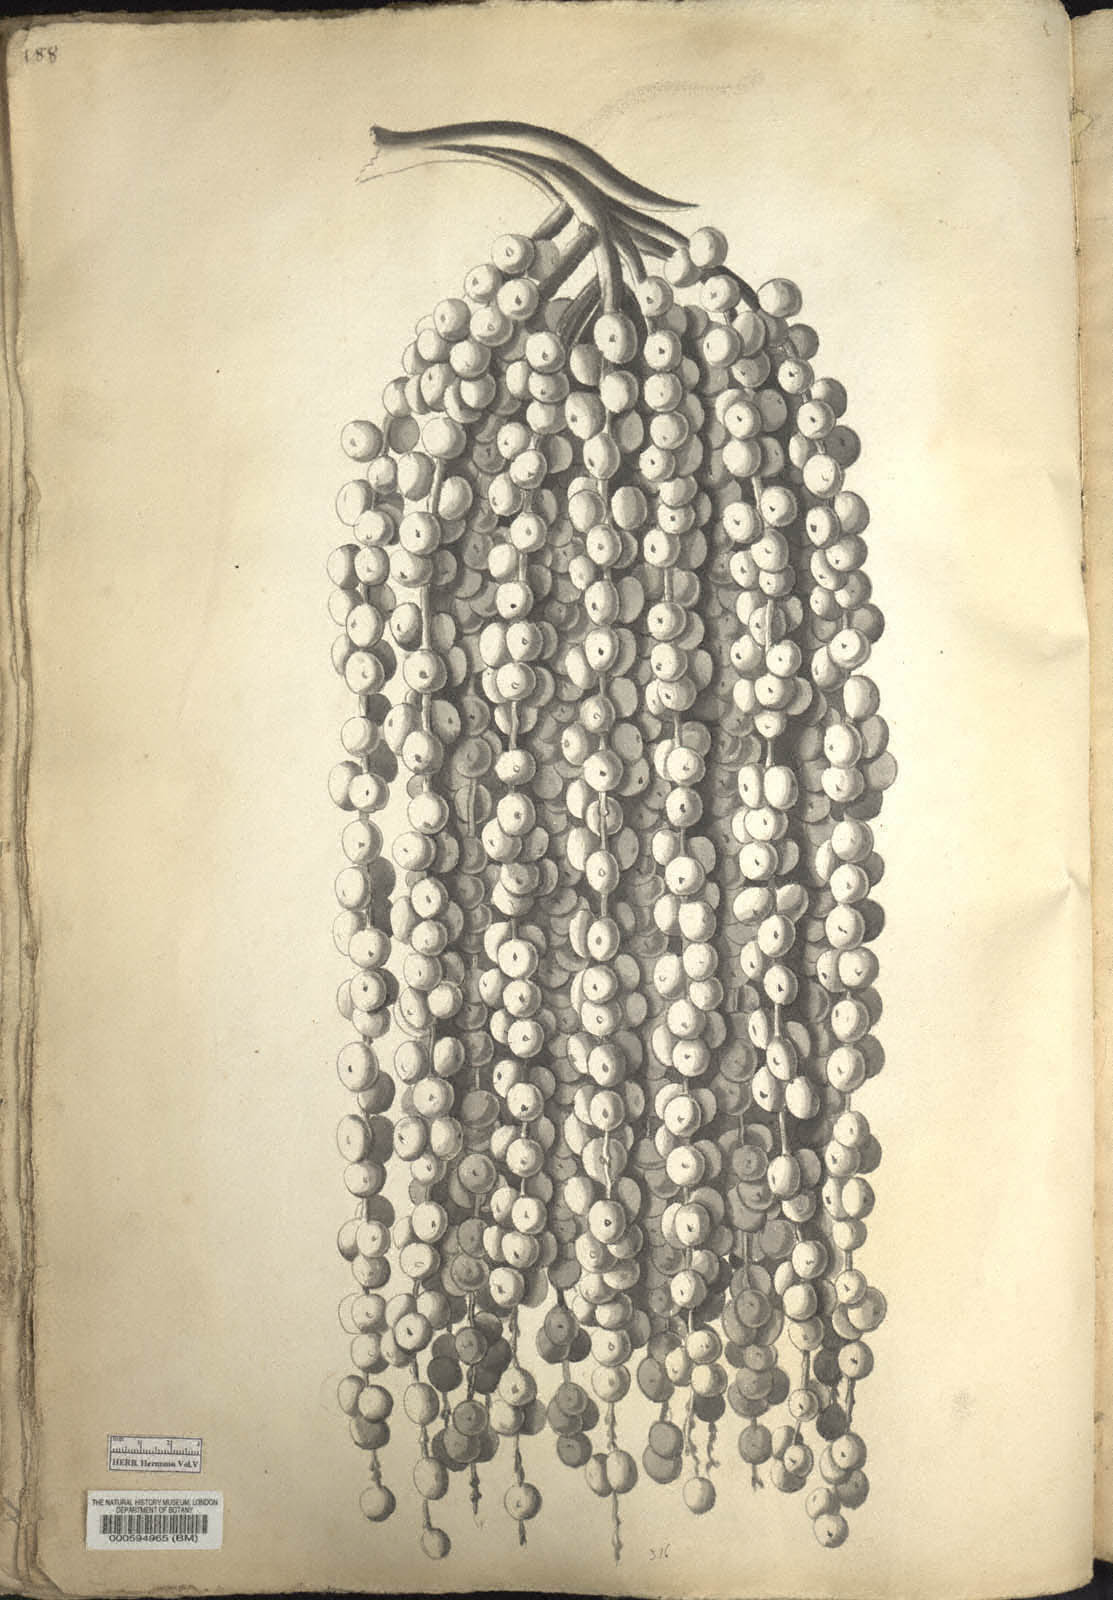 188
HERB. Hermann Vol.V
THE NATURAL HISTORY MUSEUM, LONDON
DEPARTMENT OF BOTANY
000594965 (BM)
316